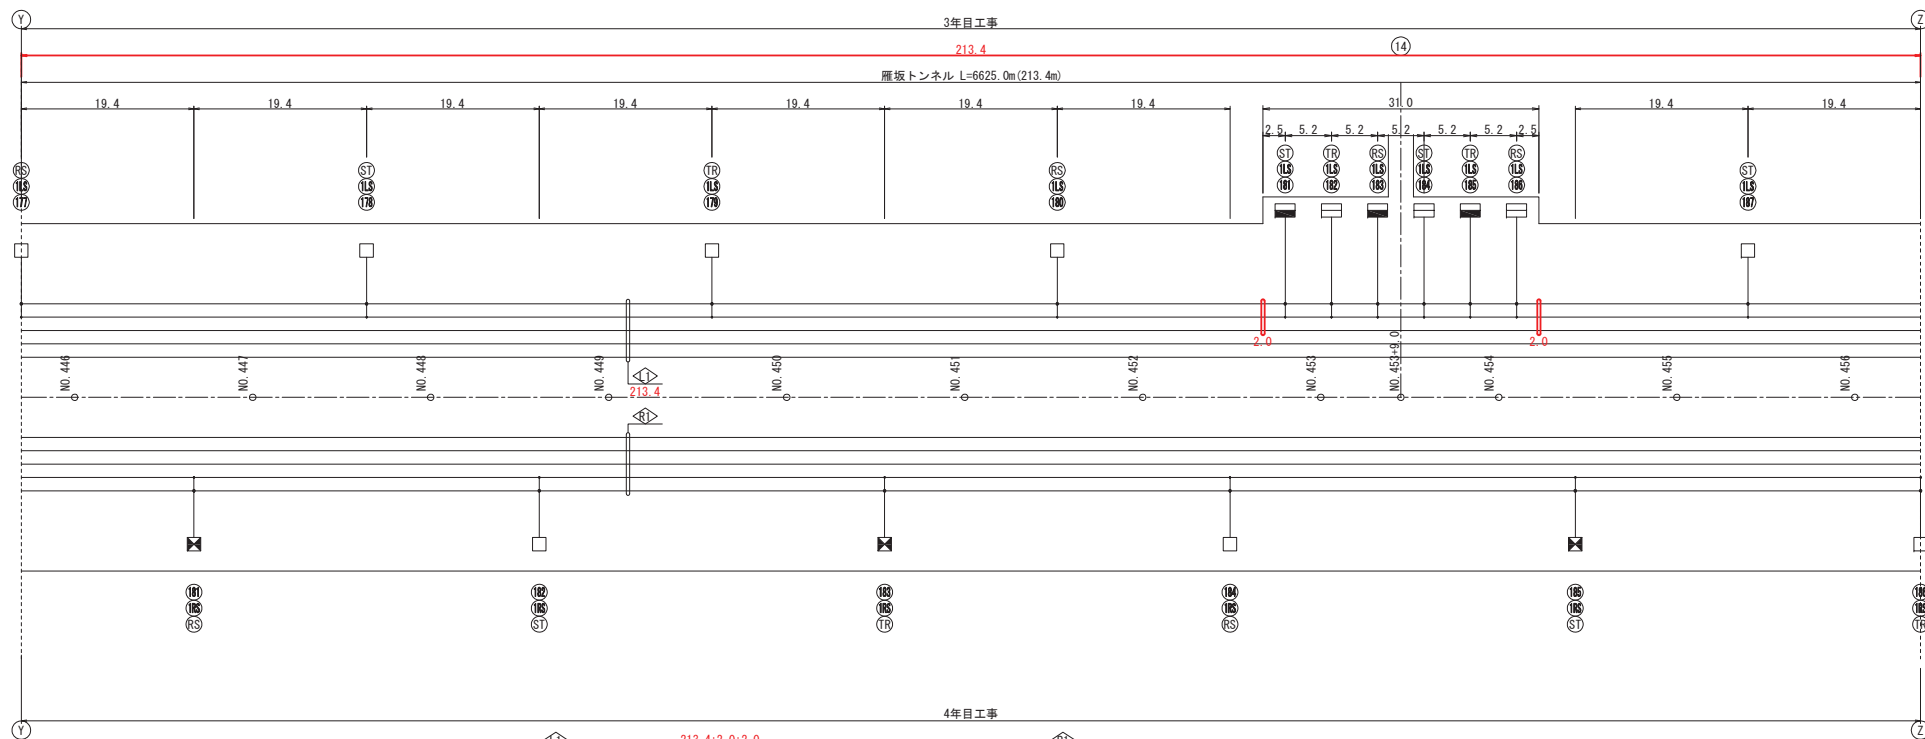 Y 3年目工事 Z
213.4
14
雁坂トンネル L=6625.0m(213.4m)
19.4 19.4 19.4 19.4 19.4 19.4 19.4 31.0 19.4 19.4
2.5 5.2 5.2 5.2 5.2 5.2 2.5
ST TR RS ST TR RS
1LS 1LS 1LS 1LS 1LS 1LS
181 182 183 184 185 186
RS ST TR RS ST
1LS 1LS 1LS 1LS 1LS
177 178 179 180 187
2.0 2.0
NO.446 NO.447 NO.448 NO.449 NO.450 NO.451 NO.452 NO.453 NO.453+9.0 NO.454 NO.455 NO.456
L1
213.4
R1
181 182 183 184 185 186
1RS 1RS 1RS 1RS 1RS 1RS
RS ST TR RS ST TR
4年目工事
Y Z